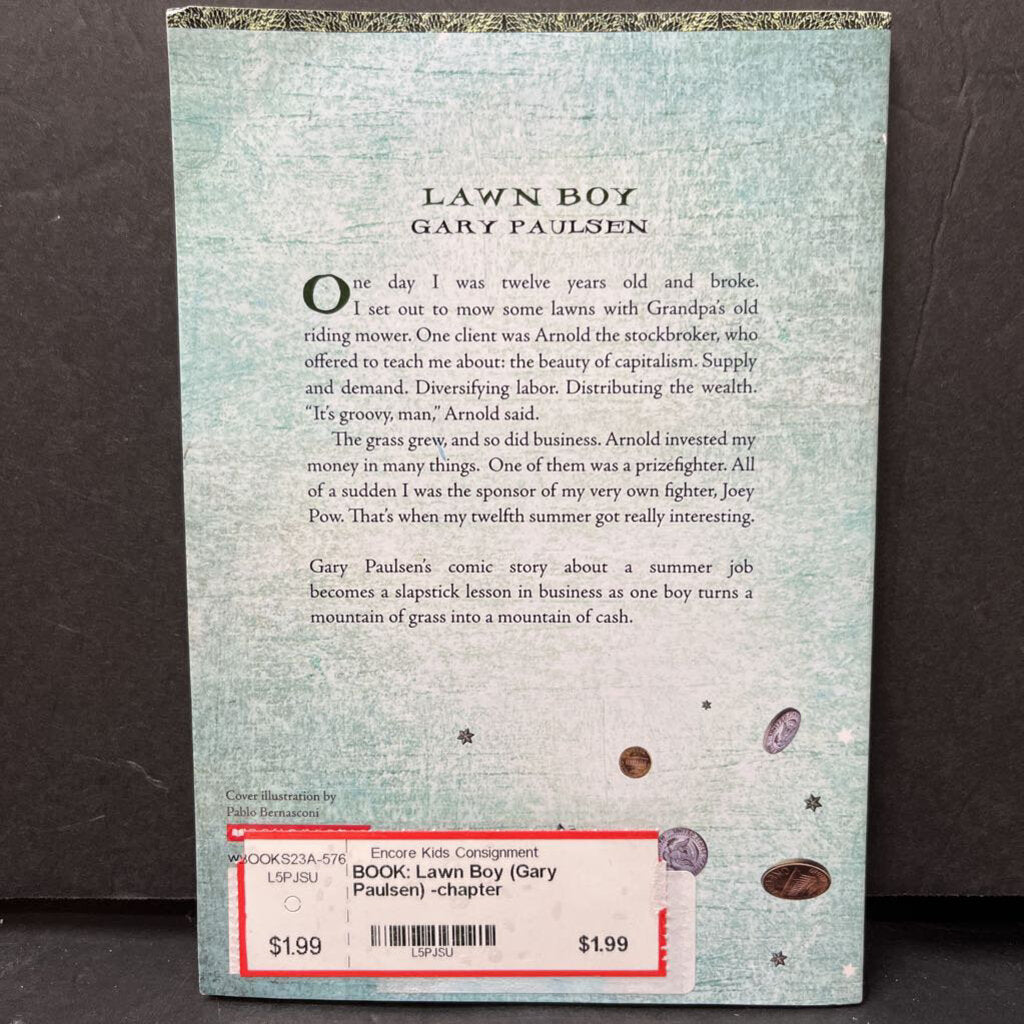 LAWN BOY
GARY PAULSEN
One day I was twelve years old and broke.
I set out to mow some lawns with Grandpa's old
riding mower. One client was Arnold the stockbroker, who
offered to teach me about: the beauty of capitalism. Supply
and demand. Diversifying labor. Distributing the wealth.
"It's groovy, man," Arnold said.
The grass grew, and so did business. Arnold invested my
money in many things. One of them was a prizefighter. All
of a sudden I was the sponsor of my very own fighter, Joey
Pow. That's when my twelfth summer got really interesting.
Gary Paulsen's comic story about a summer job
becomes a slapstick lesson in business as one boy turns a
mountain of grass into a mountain of cash.
Cover illustration by
Pablo Bernasconi
OOKS23A-576
L5PJSU
$1.99
Encore Kids Consignment
BOOK: Lawn Boy (Gary
Paulsen) -chapter
L5PJSU
$1.99